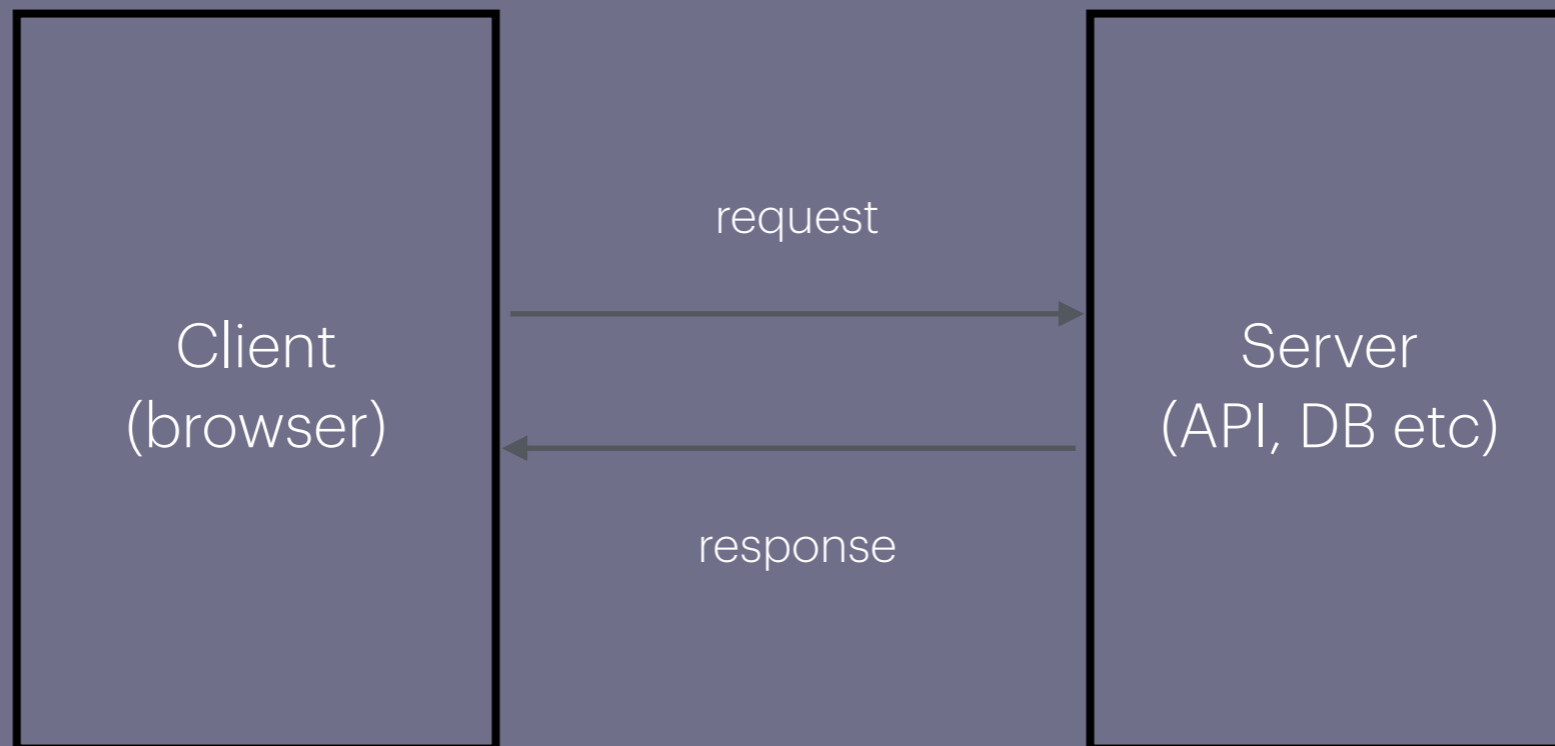 request
Client
(browser)
Server
(API, DB etc)
response